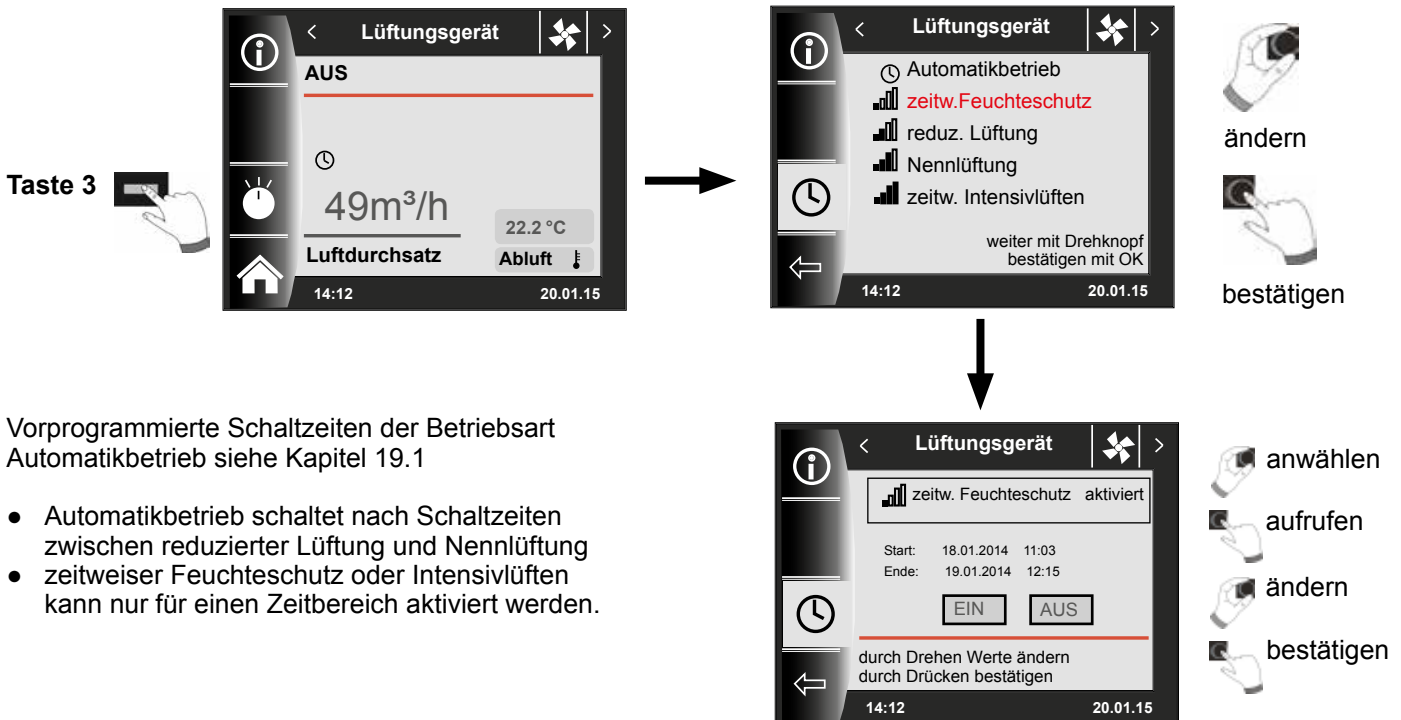 Taste 3
Lüftungsgerät
AUS
49m³/h
22.2 °C
Luftdurchsatz
Abluft
14:12 20.01.15
Lüftungsgerät
Automatikbetrieb
zeitw.Feuchteschutz
reduz. Lüftung
Nennlüftung
zeitw. Intensivlüften
weiter mit Drehknopf
bestätigen mit OK
14:12 20.01.15
ändern
bestätigen
Vorprogrammierte Schaltzeiten der Betriebsart
Automatikbetrieb siehe Kapitel 19.1
● Automatikbetrieb schaltet nach Schaltzeiten
zwischen reduzierter Lüftung und Nennlüftung
● zeitweiser Feuchteschutz oder Intensivlüften
kann nur für einen Zeitbereich aktiviert werden.
Lüftungsgerät
zeitw. Feuchteschutz aktiviert
Start: 18.01.2014 11:03
Ende: 19.01.2014 12:15
EIN AUS
durch Drehen Werte ändern
durch Drücken bestätigen
14:12 20.01.15
anwählen
aufrufen
ändern
bestätigen